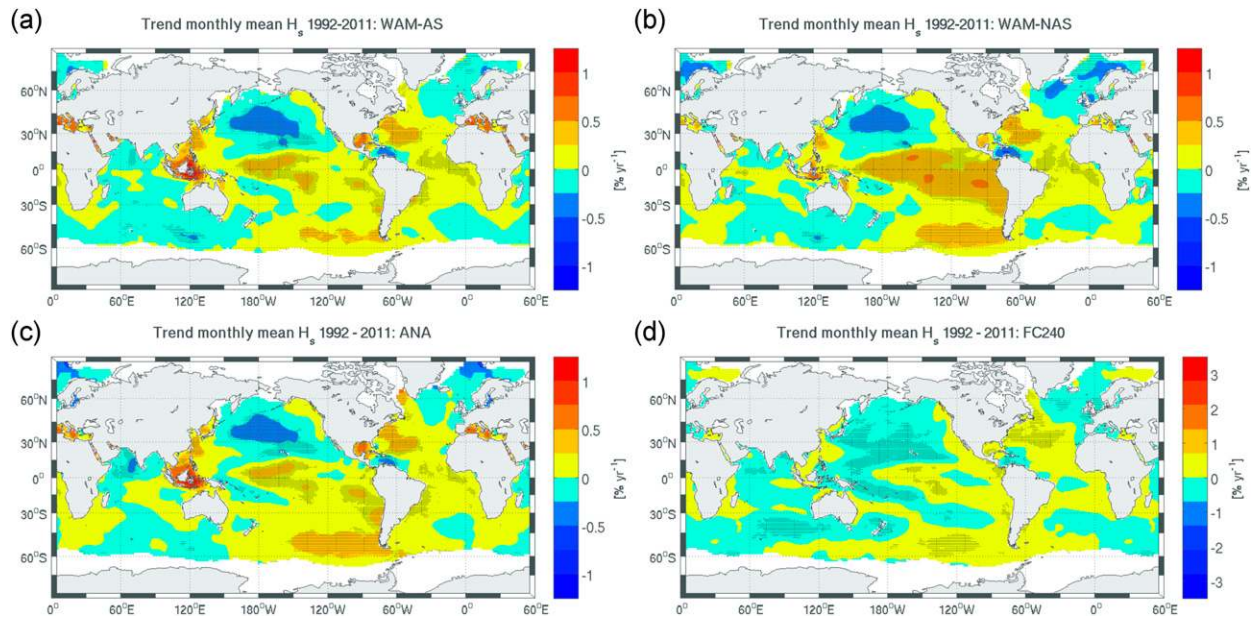 (a)
Trend monthly mean Hs 1992-2011: WAM-AS
60°N
30°N
0°
30°S
60°S
0° 60°E 120°E 180°W 120°W 60°W 0° 60°E
1
0.5
0
-0.5
-1
[% yr-1]
(b)
Trend monthly mean Hs 1992-2011: WAM-NAS
60°N
30°N
0°
30°S
60°S
0° 60°E 120°E 180°W 120°W 60°W 0° 60°E
1
0.5
0
-0.5
-1
[% yr-1]
(c)
Trend monthly mean Hs 1992 - 2011: ANA
60°N
30°N
0°
30°S
60°S
0° 60°E 120°E 180°W 120°W 60°W 0° 60°E
1
0.5
0
-0.5
-1
[% yr-1]
(d)
Trend monthly mean Hs 1992 - 2011: FC240
60°N
30°N
0°
30°S
60°S
0° 60°E 120°E 180°W 120°W 60°W 0° 60°E
3
2
1
0
-1
-2
-3
[% yr-1]